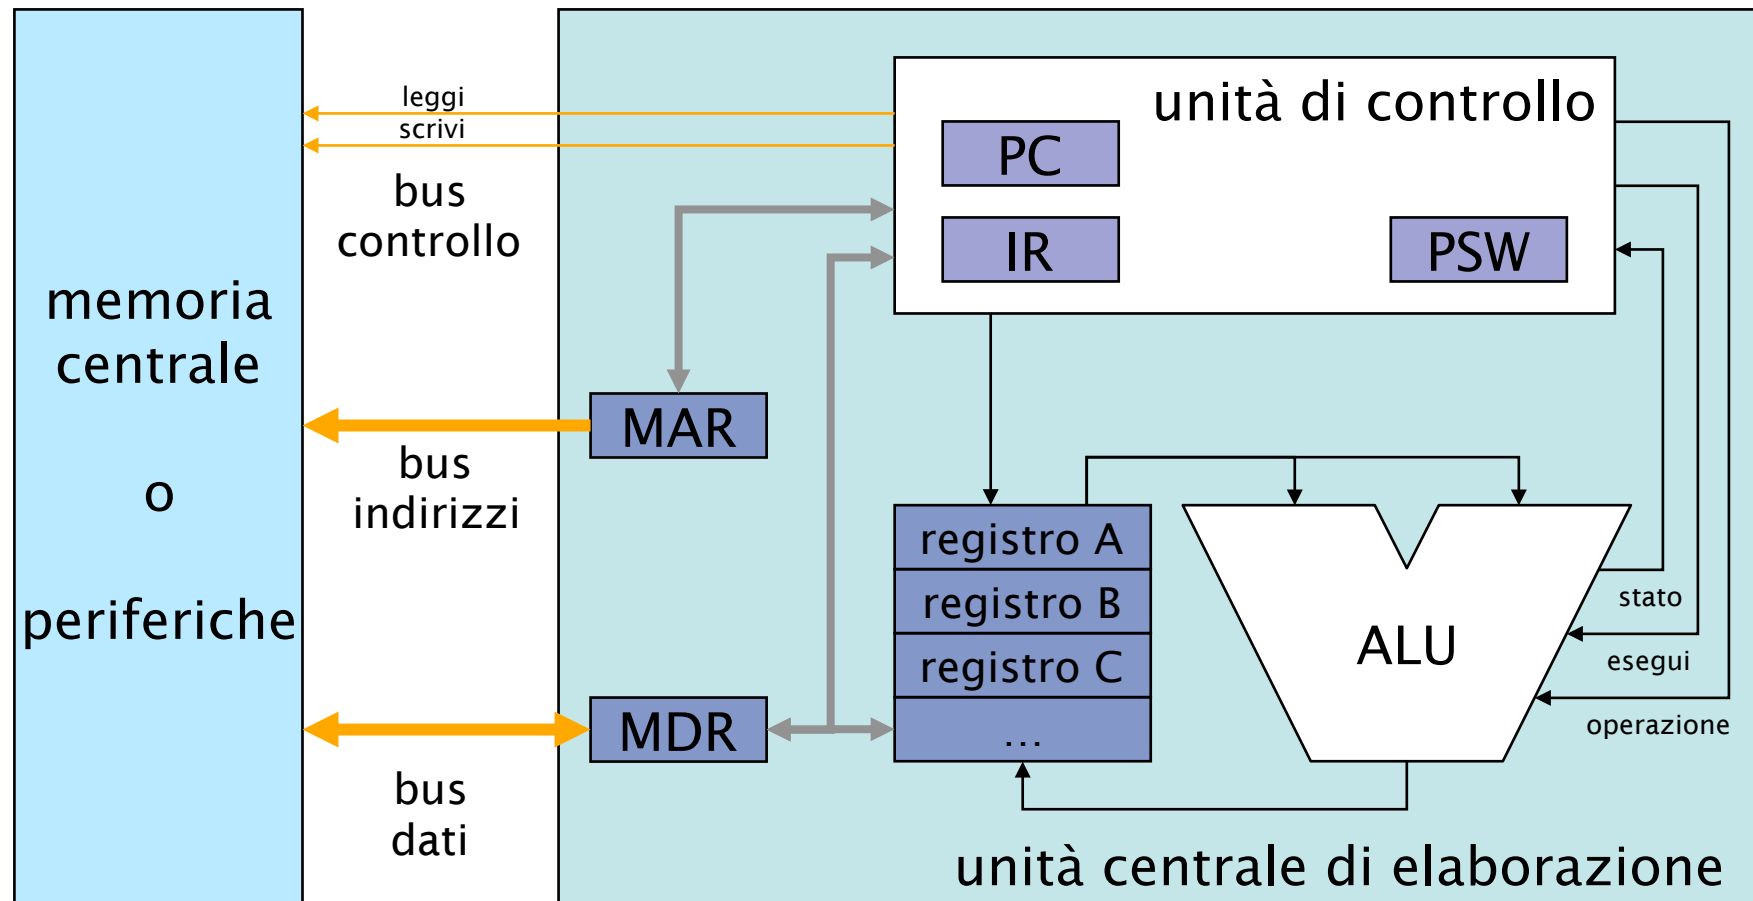 unità di controllo
leggi
scrivi
PC
bus
controllo
IR
PSW
memoria
centrale
o
periferiche
MAR
bus
indirizzi
registro A
registro B
registro C
...
ALU
stato
esegui
operazione
MDR
bus
dati
unità centrale di elaborazione